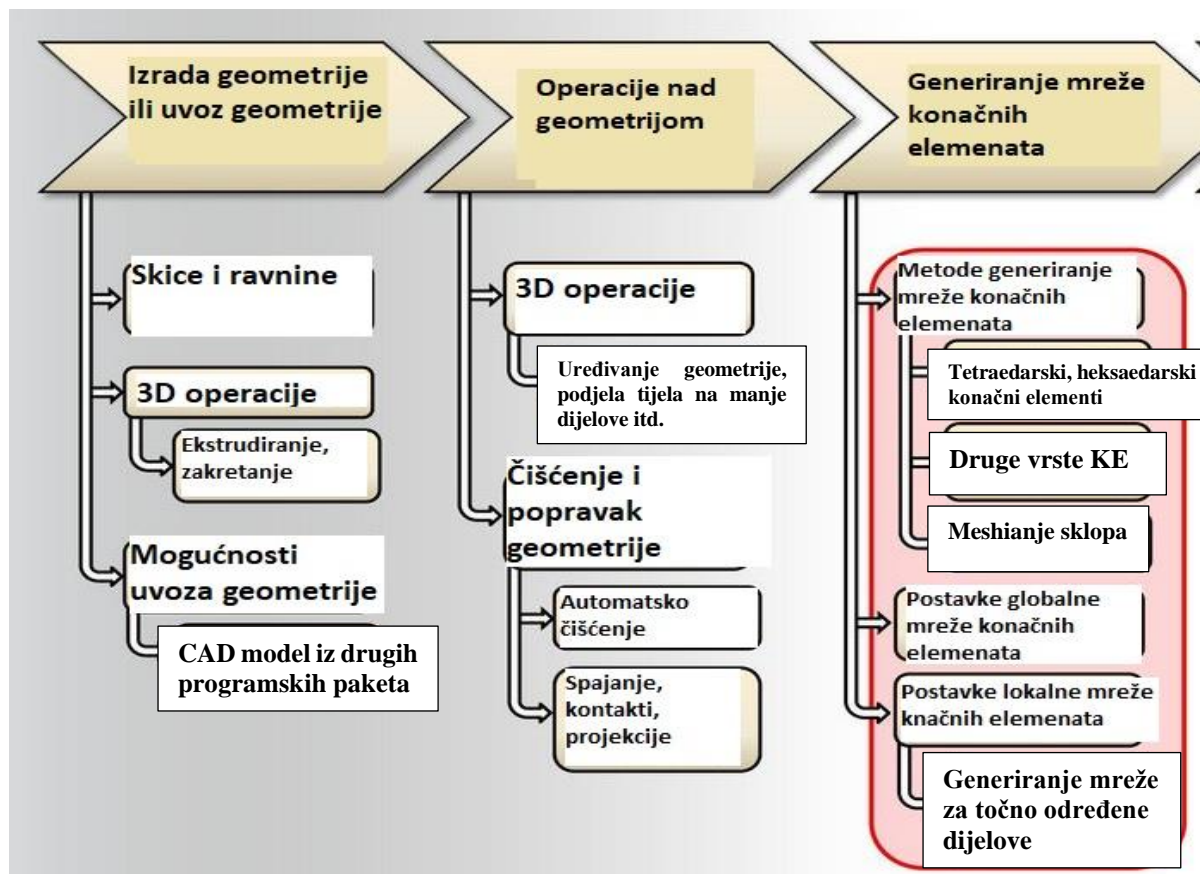 Izrada geometrije
ili uvoz geometrije
Skice i ravnine
3D operacije
Ekstrudiranje,
zakretanje
Mogućnosti
uvoza geometrije
CAD model iz drugih
programskih paketa
Operacije nad
geometrijom
3D operacije
Uređivanje geometrije,
podjela tijela na manje
dijelove itd.
Čišćenje i
popravak
geometrije
Automatsko
čišćenje
Spajanje,
kontakti,
projekcije
Generiranje mreže
konačnih
elemenata
Metode generiranje
mreže konačnih
elemenata
Tetraedarski, heksaedarski
konačni elementi
Druge vrste KE
Meshianje sklopa
Postavke globalne
mreže konačnih
elemenata
Postavke lokalne mreže
knačnih elemenata
Generiranje mreže
za točno određene
dijelove